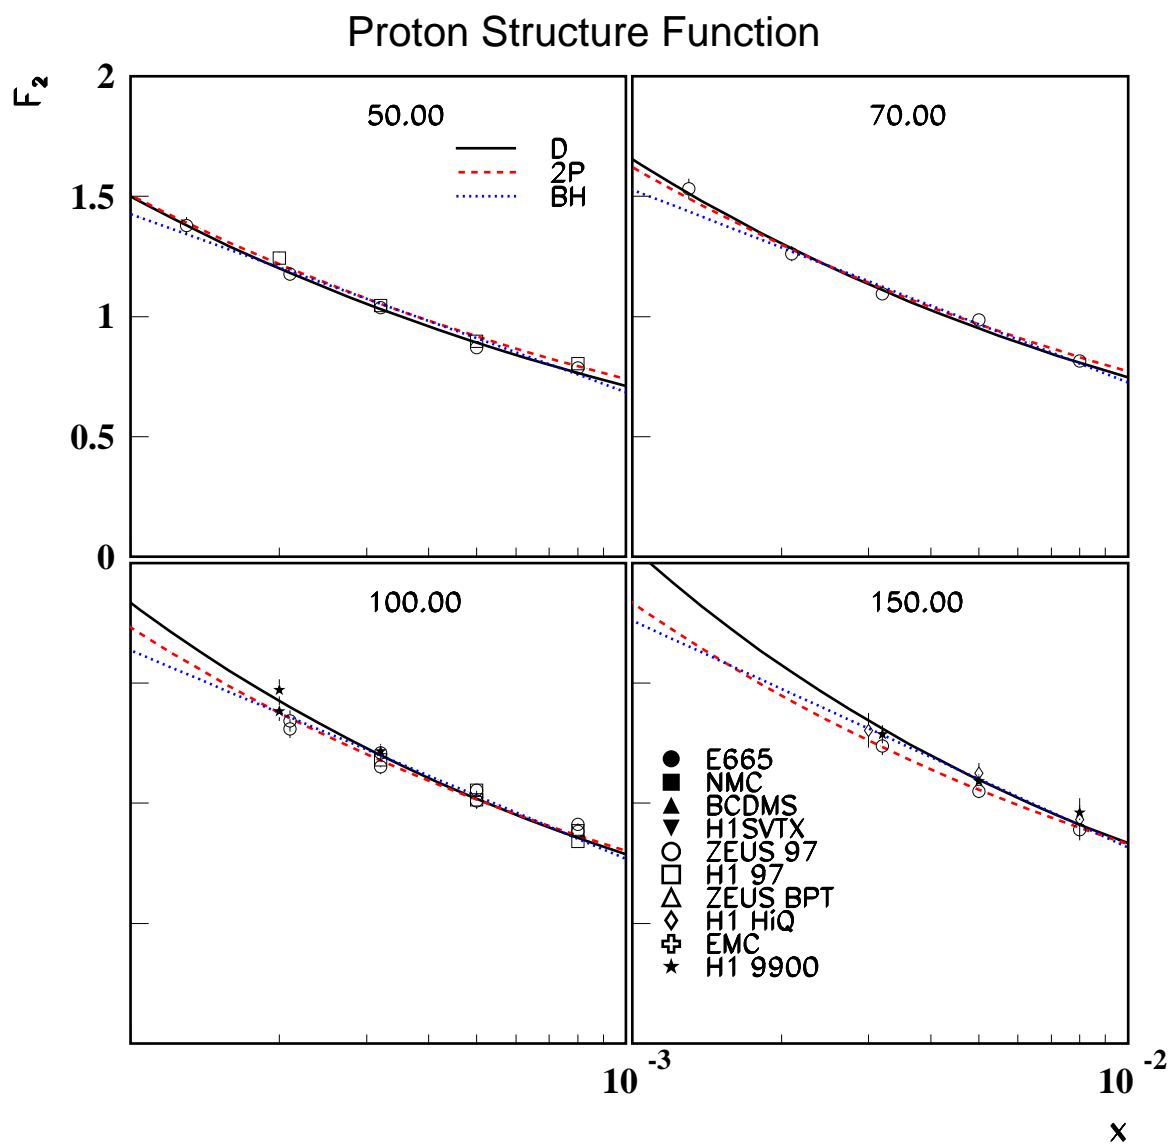 Proton Structure Function
F2
2
1.5
1
0.5
0
50.00
D
2P
BH
70.00
100.00
150.00
E665
NMC
BCDMS
H1SVTX
ZEUS 97
H1 97
ZEUS BPT
H1 HiQ
EMC
H1 9900
10 -3
10 -2
x